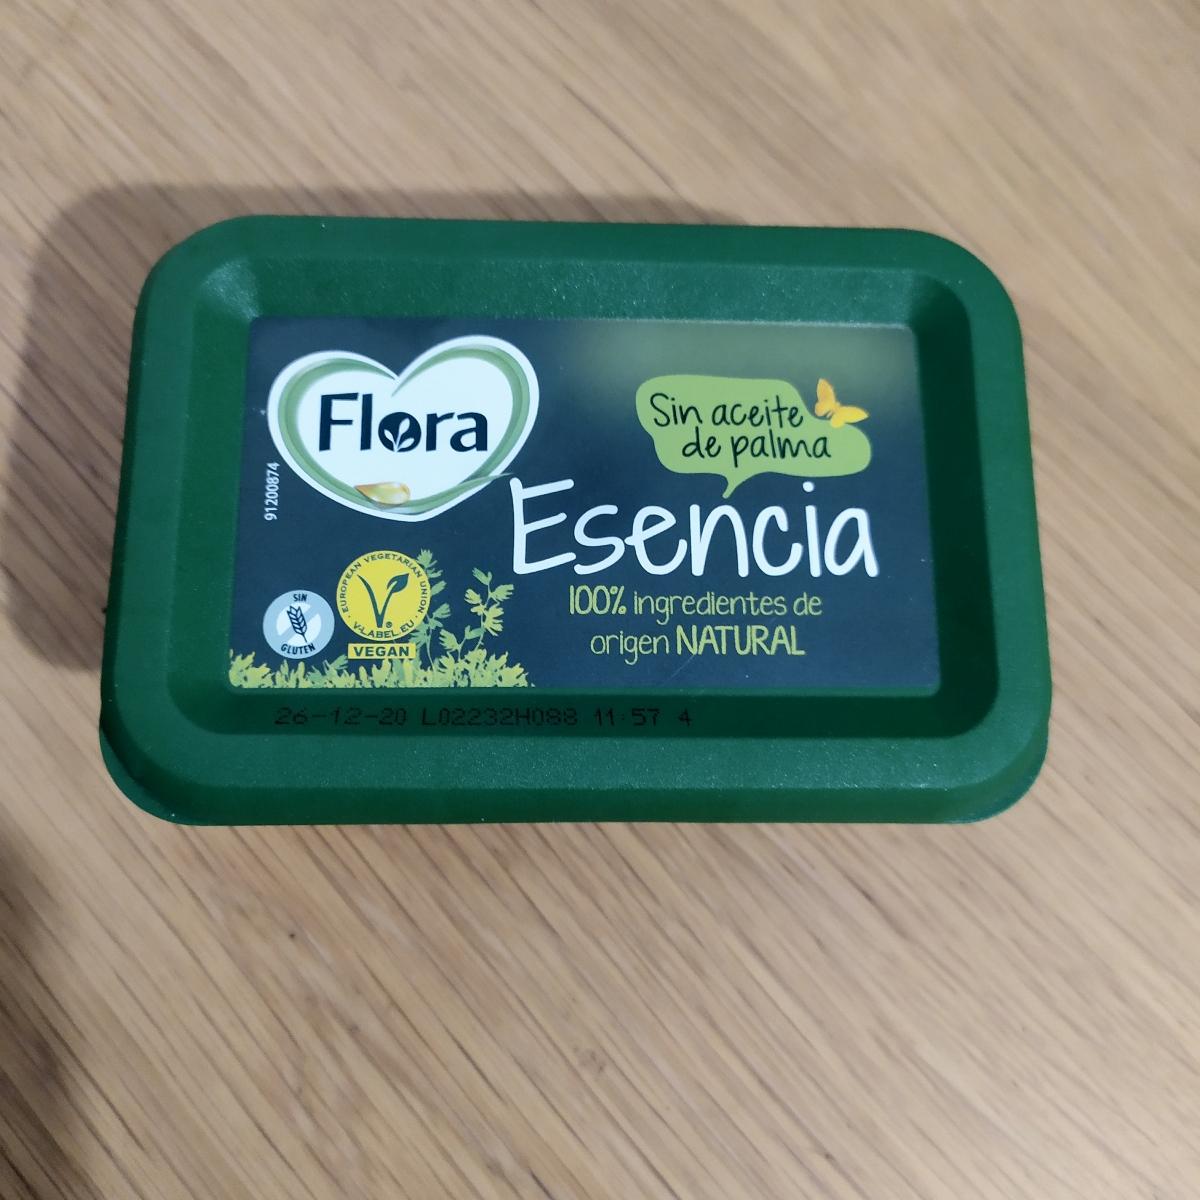 Flora
Sin aceite
de palma
91200874
Esencia
100% ingredientes de
origen NATURAL
SIN
GLUTEN
EUROPEAN VEGETARIAN UNION
V-LABEL.EU
VEGAN
26-12-20 L02232H088 11:57 4